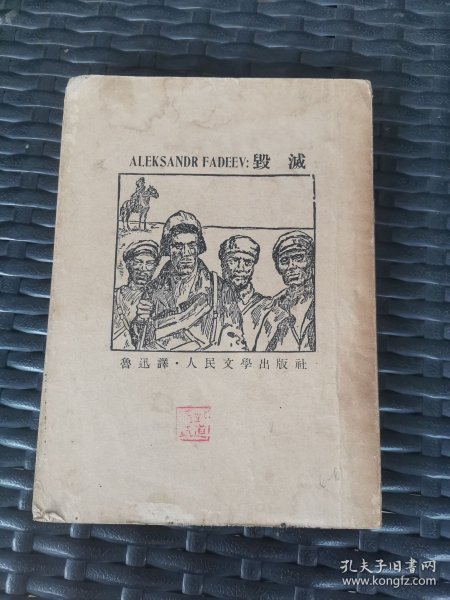 ALEKSANDR FADEEV: 毀滅
魯迅譯・人民文學出版社
孔夫子旧书网
www.kongfz.com